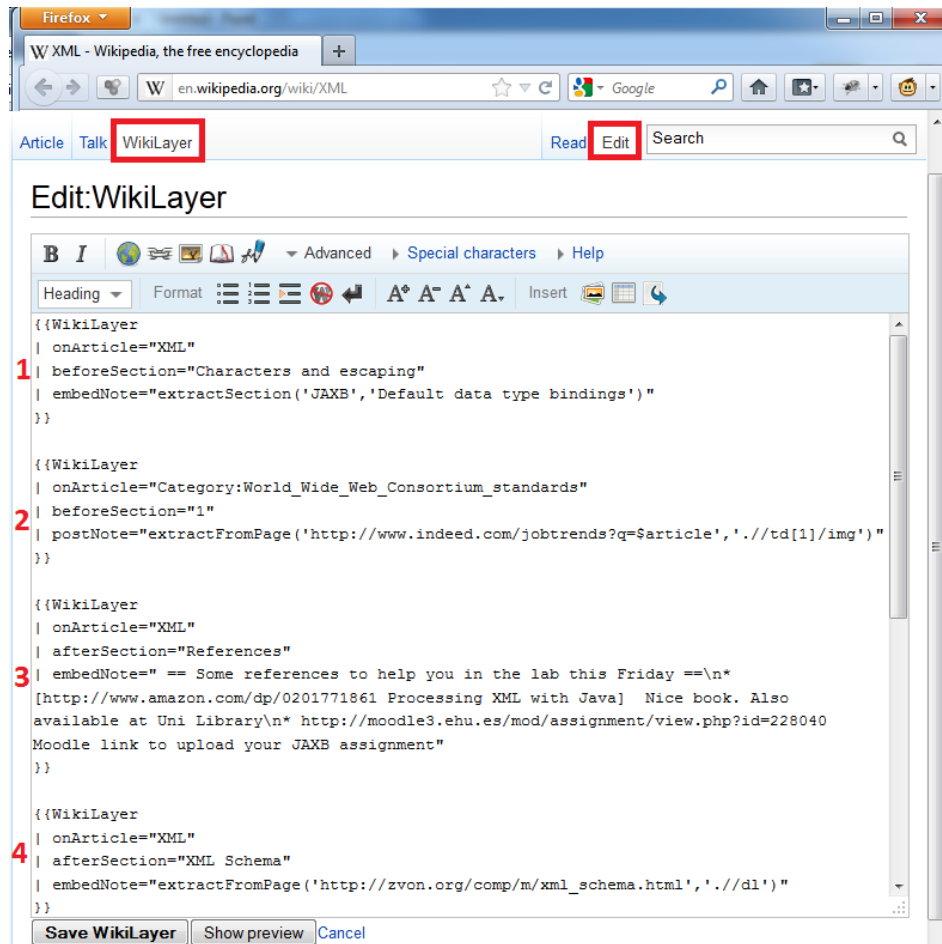 Firefox
XML - Wikipedia, the free encyclopedia
W en.wikipedia.org/wiki/XML Google
Article Talk WikiLayer Read Edit Search
Edit:WikiLayer
B I Advanced Special characters Help
Heading Format A A A A Insert
{{WikiLayer
| onArticle="XML"
1 | beforeSection="Characters and escaping"
| embedNote="extractSection('JAXB','Default data type bindings')"
}}
{{WikiLayer
| onArticle="Category:World_Wide_Web_Consortium_standards"
2 | beforeSection="1"
| postNote="extractFromPage('http://www.indeed.com/jobtrends?q=$article','.//td[1]/img')"
}}
{{WikiLayer
| onArticle="XML"
| afterSection="References"
3 | embedNote=" == Some references to help you in the lab this Friday ==\n*
[http://www.amazon.com/dp/0201771861 Processing XML with Java]  Nice book. Also
available at Uni Library\n* http://moodle3.ehu.es/mod/assignment/view.php?id=228040
Moodle link to upload your JAXB assignment"
}}
{{WikiLayer
| onArticle="XML"
4 | afterSection="XML Schema"
| embedNote="extractFromPage('http://zvon.org/comp/m/xml_schema.html','.//dl')"
}}
Save WikiLayer Show preview Cancel